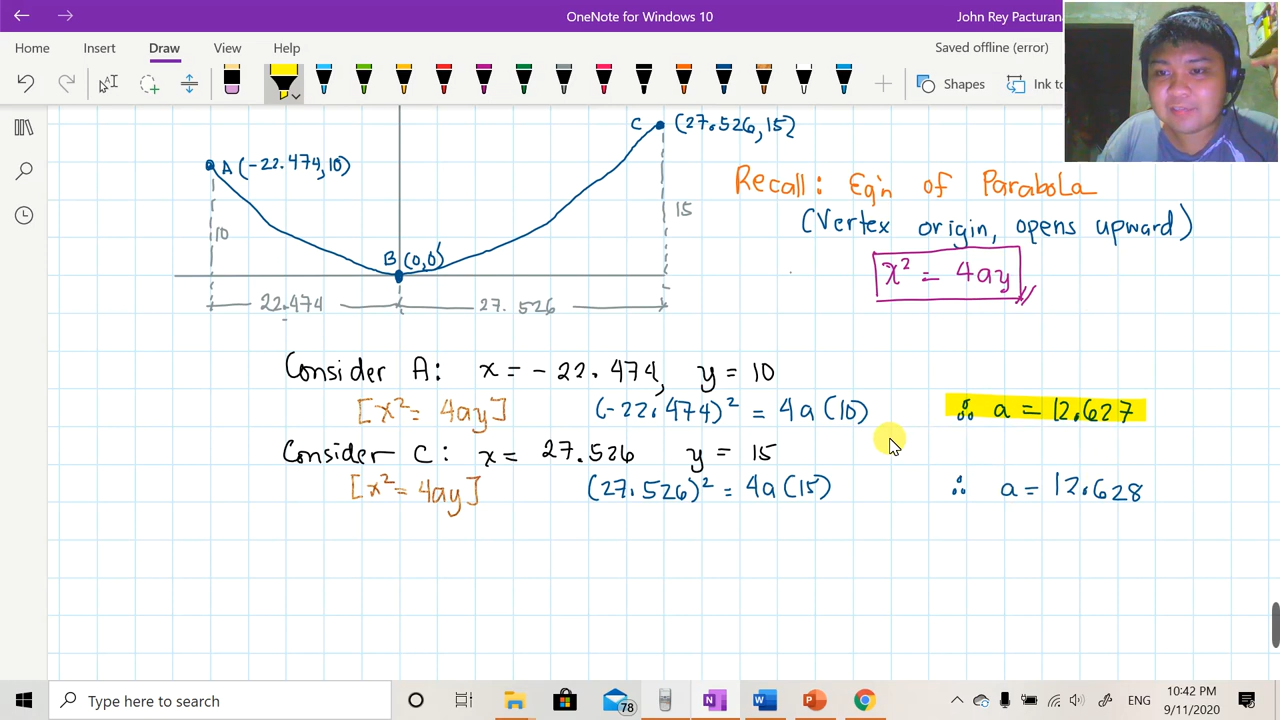 OneNote for Windows 10
John Rey Pacturan
Home Insert Draw View Help
Saved offline (error)
Shapes
Ink to
C (27.526, 15)
A (-22.474, 10)
Recall: Eq'n of Parabola
15
(Vertex origin, opens upward)
10
B (0,0)
x² = 4ay
22.474
27.526
Consider A: x = -22.474, y = 10
[x² = 4ay] (-22.474)² = 4a(10) ∴ a = 12.627
Consider C: x = 27.526 y = 15
[x² = 4ay] (27.526)² = 4a(15) ∴ a = 12.628
Type here to search
78
ENG
10:42 PM
9/11/2020